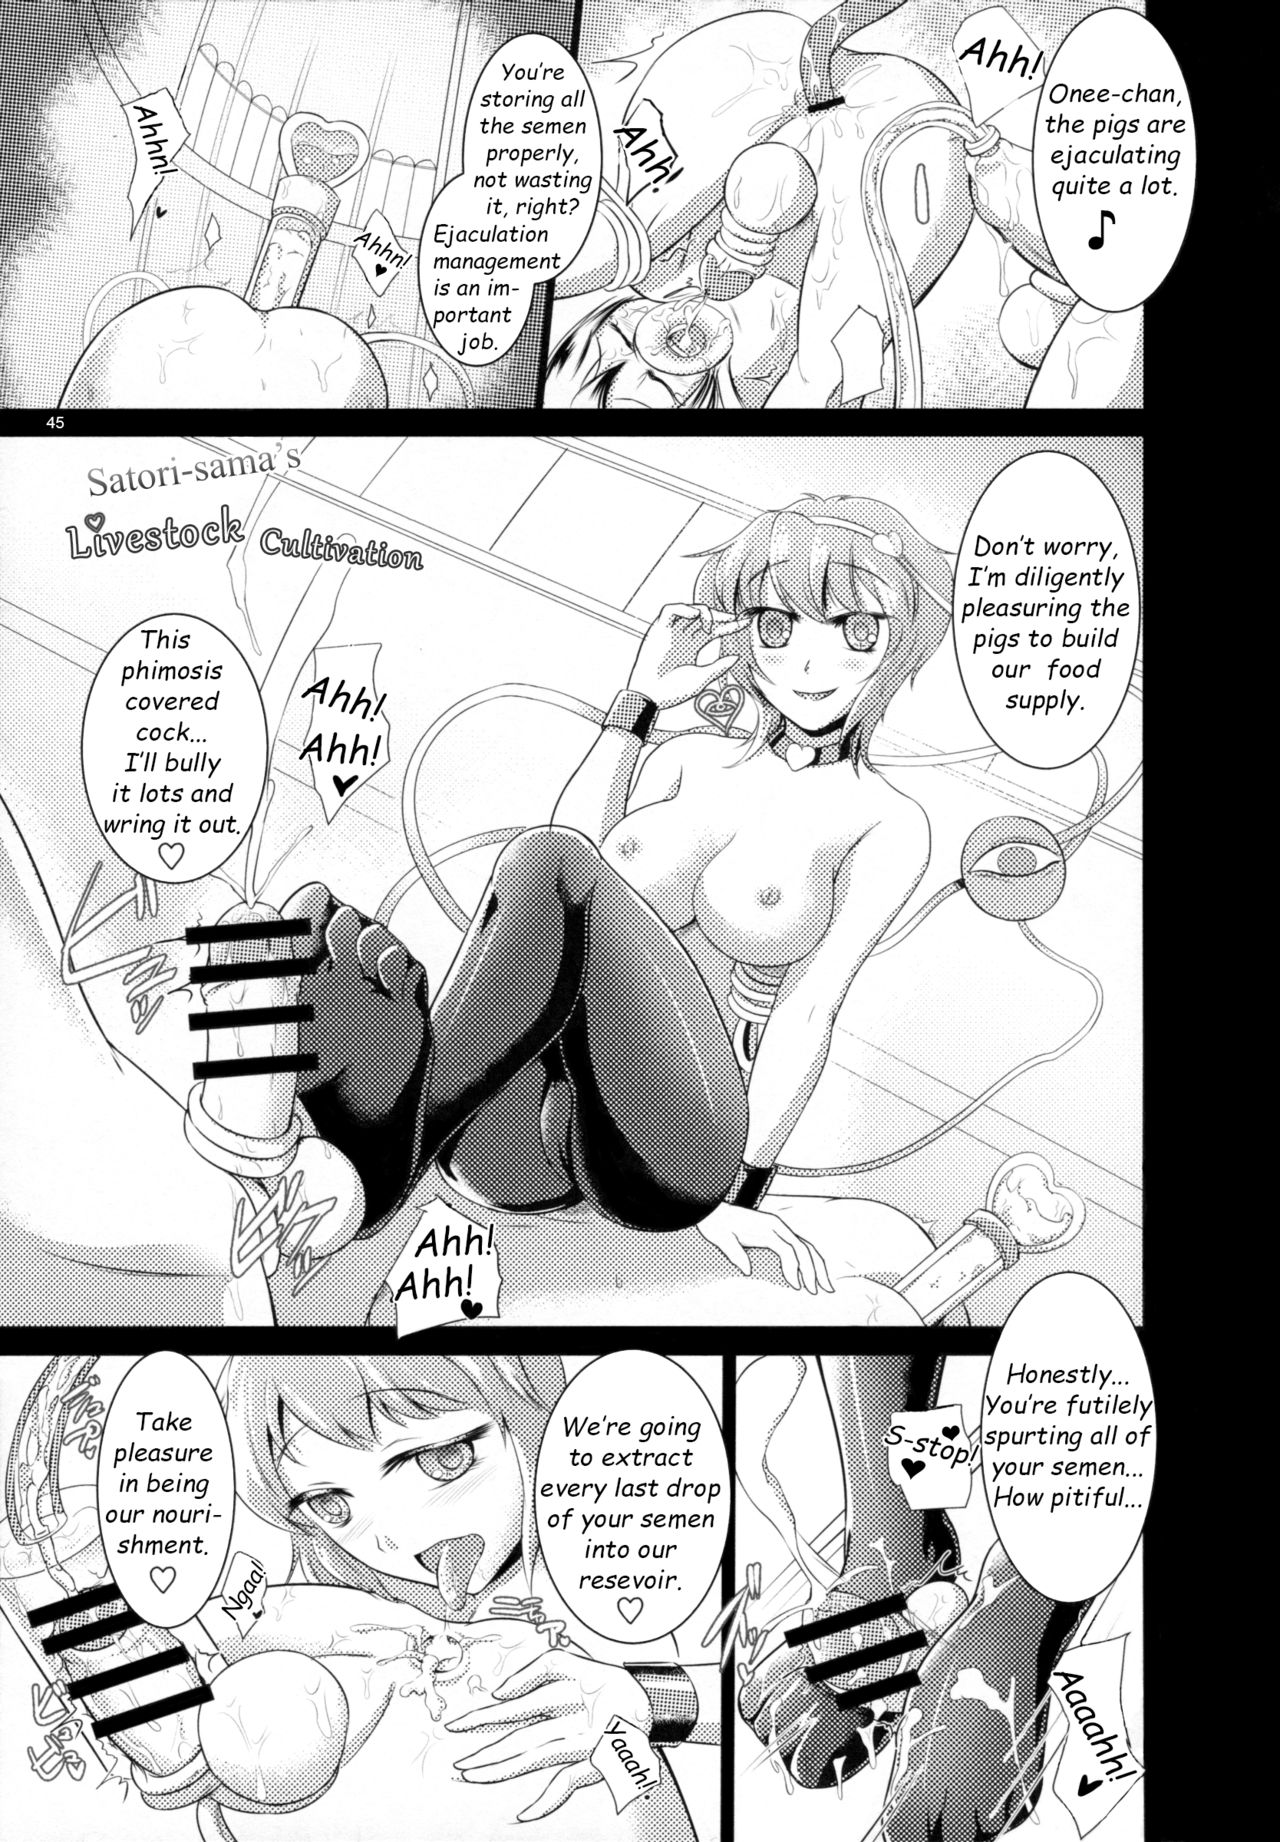 Onee-chan,
the pigs are
ejaculating
quite a lot.
♪
Ahh!
Ahh!
You're
storing all
the semen
properly,
not wasting
it, right?
Ejaculation
management
is an im-
portant
job.
Ahhn!
Ahhn!
45
Satori-sama's
Livestock Cultivation
Don't worry,
I'm diligently
pleasuring the
pigs to build
our food
supply.
Ahh!
Ahh!
This
phimosis
covered
cock...
I'll bully
it lots and
wring it out.
♡
Ahh!
Ahh!
Honestly...
You're futilely
spurting all of
your semen...
How pitiful...
S-stop!
Aaaahh!
We're going
to extract
every last drop
of your semen
into our
resevoir.
♡
Take
pleasure
in being
our nouri-
shment.
♡
Ngaa!
Yaaah!